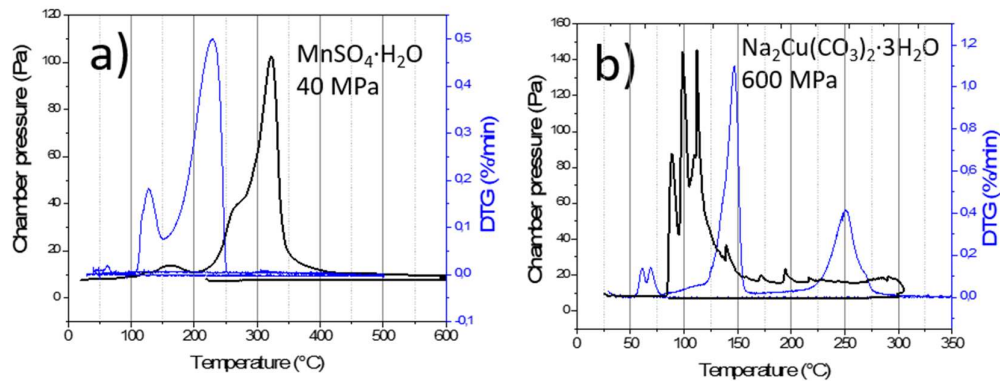 a)
MnSO₄·H₂O
40 MPa
Chamber pressure (Pa)
120
100
80
60
40
20
0
0 100 200 300 400 500 600
Temperature (°C)
DTG (%/min)
0,5
0,4
0,3
0,2
0,1
0,0
-0,1
b)
Na₂Cu(CO₃)₂·3H₂O
600 MPa
Chamber pressure (Pa)
160
140
120
100
80
60
40
20
0
0 50 100 150 200 250 300 350
Temperature (°C)
DTG (%/min)
1,2
1,0
0,8
0,6
0,4
0,2
0,0